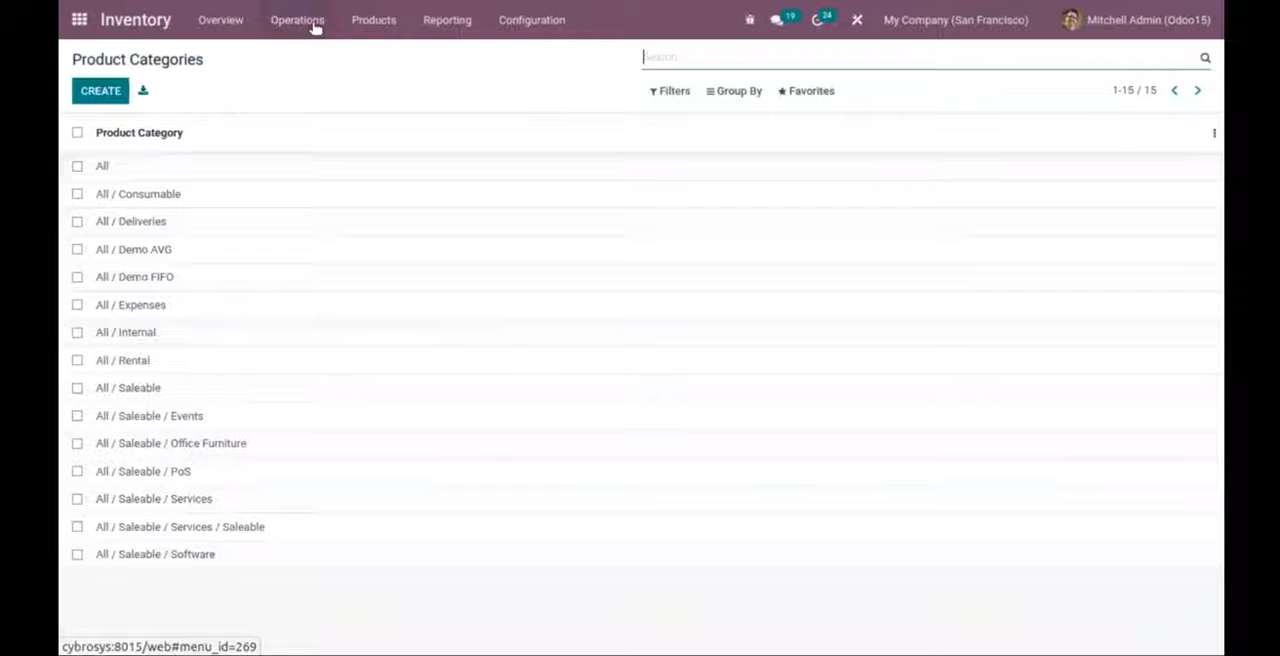 Inventory Overview Operations Products Reporting Configuration 19 24 My Company (San Francisco) Mitchell Admin (Odoo15)
Product Categories Search...
CREATE Filters Group By Favorites 1-15 / 15
Product Category
All
All / Consumable
All / Deliveries
All / Demo AVG
All / Demo FIFO
All / Expenses
All / Internal
All / Rental
All / Saleable
All / Saleable / Events
All / Saleable / Office Furniture
All / Saleable / PoS
All / Saleable / Services
All / Saleable / Services / Saleable
All / Saleable / Software
cybrosys:8015/web#menu_id=269